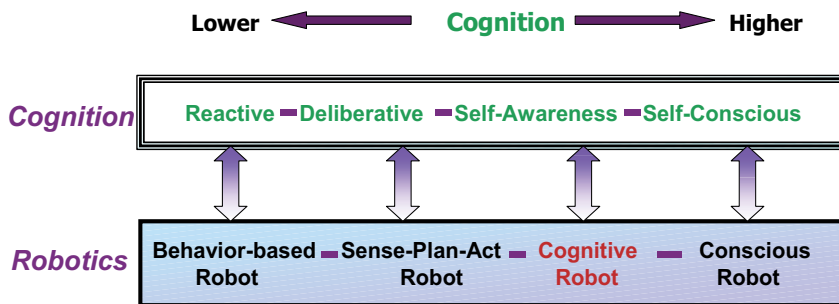 Lower Cognition Higher
Cognition Reactive Deliberative Self-Awareness Self-Conscious
Robotics Behavior-based Robot Sense-Plan-Act Robot Cognitive Robot Conscious Robot